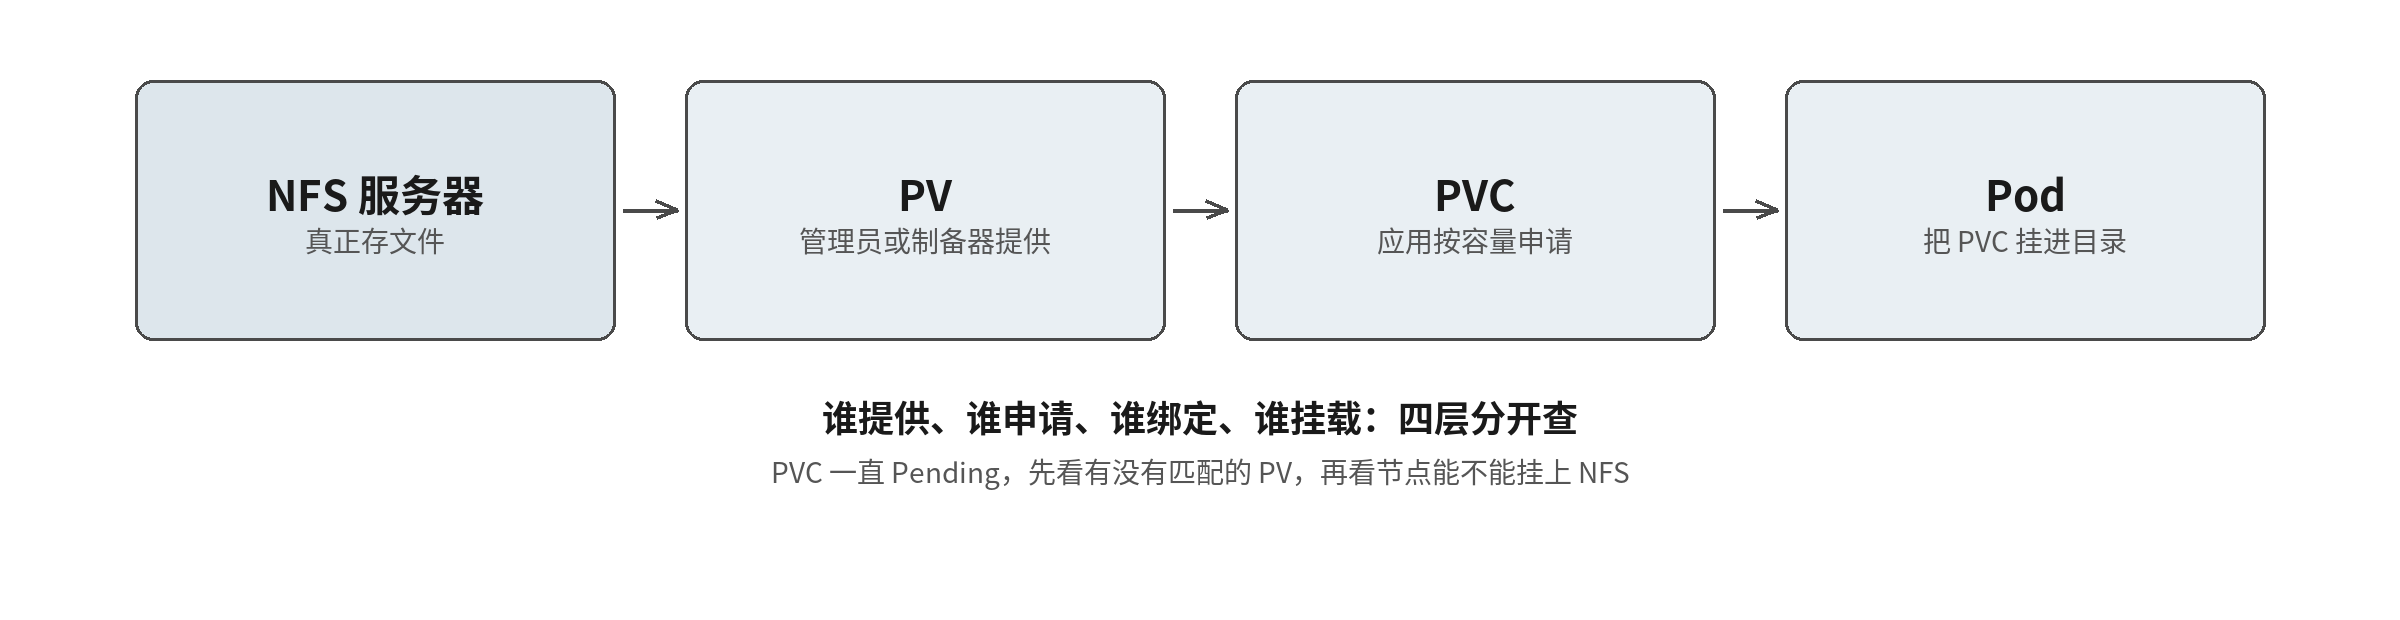 NFS 服务器
真正存文件
PV
管理员或制备器提供
PVC
应用按容量申请
Pod
把 PVC 挂进目录
谁提供、谁申请、谁绑定、谁挂载：四层分开查
PVC 一直 Pending，先看有没有匹配的 PV，再看节点能不能挂上 NFS